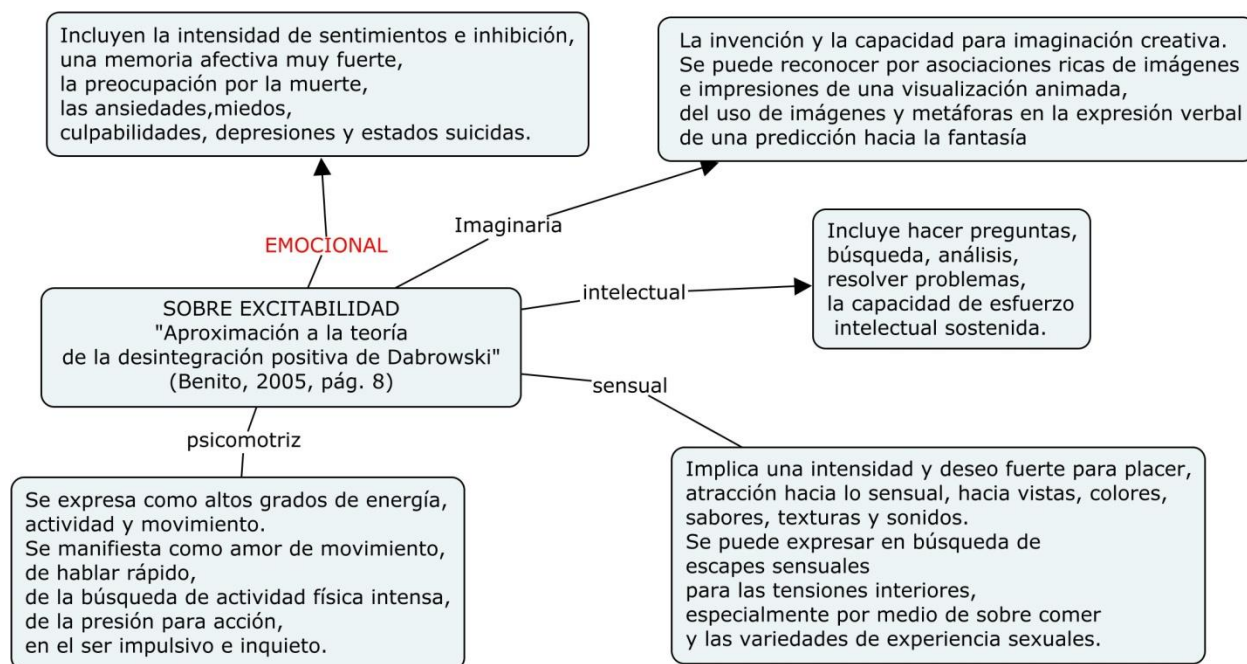 Incluyen la intensidad de sentimientos e inhibición,
una memoria afectiva muy fuerte,
la preocupación por la muerte,
las ansiedades,miedos,
culpabilidades, depresiones y estados suicidas.
La invención y la capacidad para imaginación creativa.
Se puede reconocer por asociaciones ricas de imágenes
e impresiones de una visualización animada,
del uso de imágenes y metáforas en la expresión verbal
de una predicción hacia la fantasía
EMOCIONAL
Imaginaria
intelectual
Incluye hacer preguntas,
búsqueda, análisis,
resolver problemas,
la capacidad de esfuerzo
intelectual sostenida.
SOBRE EXCITABILIDAD
"Aproximación a la teoría
de la desintegración positiva de Dabrowski"
(Benito, 2005, pág. 8)
sensual
psicomotriz
Se expresa como altos grados de energía,
actividad y movimiento.
Se manifiesta como amor de movimiento,
de hablar rápido,
de la búsqueda de actividad física intensa,
de la presión para acción,
en el ser impulsivo e inquieto.
Implica una intensidad y deseo fuerte para placer,
atracción hacia lo sensual, hacia vistas, colores,
sabores, texturas y sonidos.
Se puede expresar en búsqueda de
escapes sensuales
para las tensiones interiores,
especialmente por medio de sobre comer
y las variedades de experiencia sexuales.